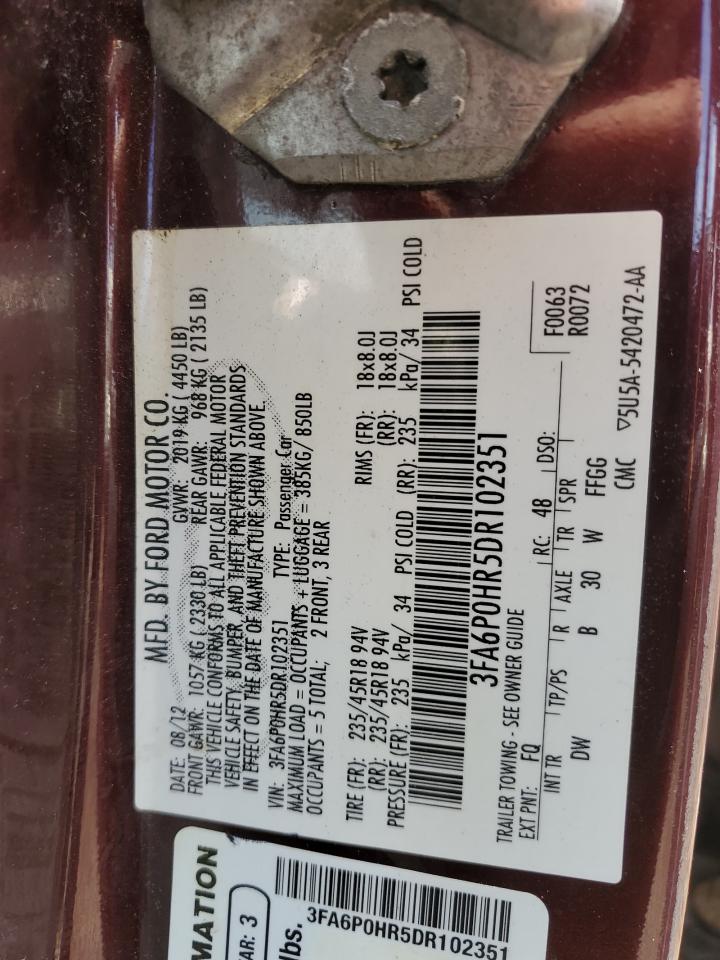 MFD. BY FORD MOTOR CO.
DATE: 08/12 GVWR: 2019 KG ( 4450 LB)
FRONT GAWR: 1057 KG ( 2330 LB) REAR GAWR: 968 KG ( 2135 LB)
THIS VEHICLE CONFORMS TO ALL APPLICABLE FEDERAL MOTOR
VEHICLE SAFETY, BUMPER, AND THEFT PREVENTION STANDARDS
IN EFFECT ON THE DATE OF MANUFACTURE SHOWN ABOVE.
VIN: 3FA6P0HR5DR102351 TYPE: Passenger Car
MAXIMUM LOAD = OCCUPANTS + LUGGAGE = 385KG/ 850LB
OCCUPANTS = 5 TOTAL; 2 FRONT, 3 REAR
TIRE (FR): 235/45R18 94V RIMS (FR): 18x8.0J
(RR): 235/45R18 94V (RR): 18x8.0J
PRESSURE (FR): 235 kPa/ 34 PSI COLD (RR): 235 kPa/ 34 PSI COLD
3FA6P0HR5DR102351
TRAILER TOWING - SEE OWNER GUIDE
EXT PNT: FQ RC: 48 DSO: F0063
R0072
INT TR TP/PS R AXLE TR SPR
DW B 30 W FFGG
CMC ▽5U5A-5420472-AA
MATION
AR: 3
lbs.
3FA6P0HR5DR102351